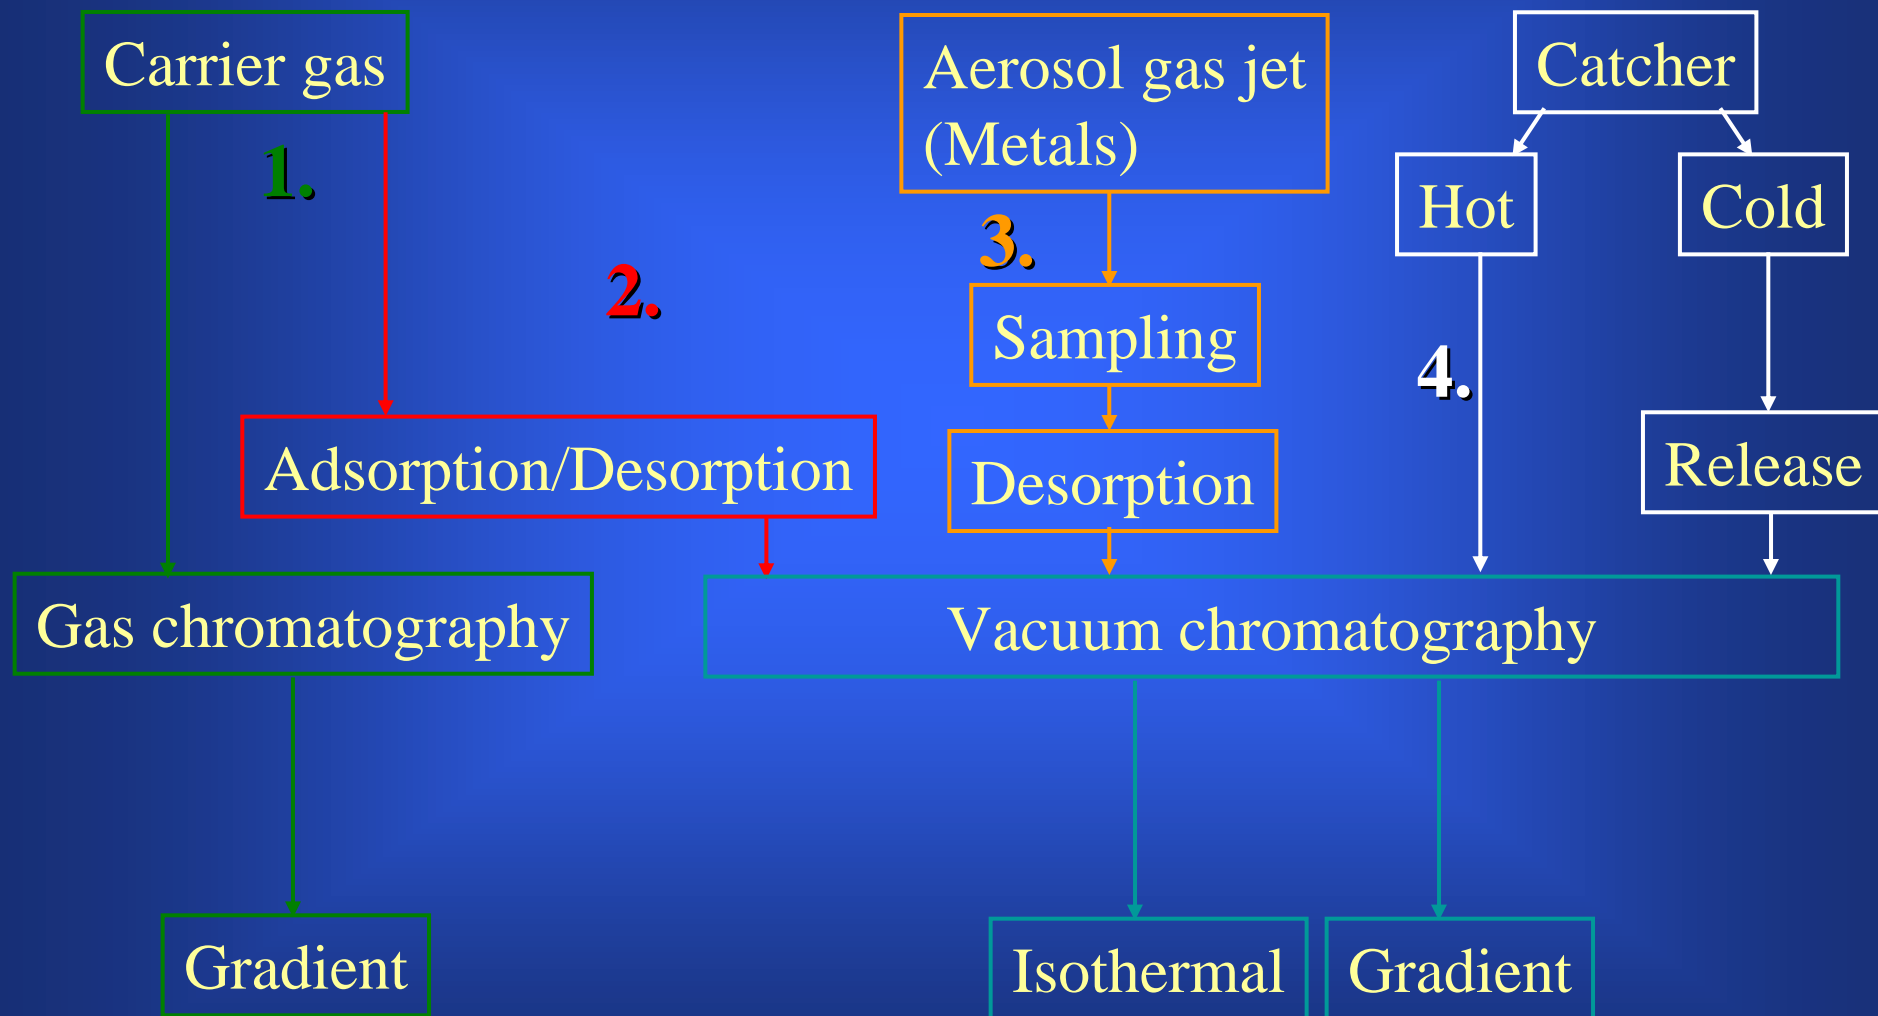 Carrier gas
Aerosol gas jet
(Metals)
Catcher
1.
Hot
Cold
3.
2.
Sampling
4.
Adsorption/Desorption
Desorption
Release
Gas chromatography
Vacuum chromatography
Gradient
Isothermal
Gradient